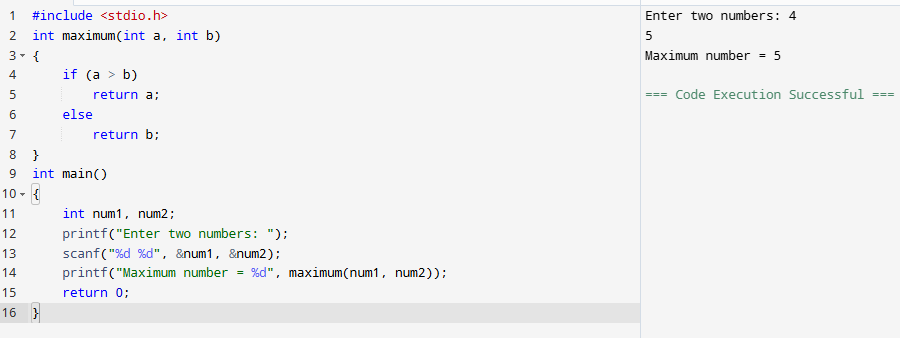 1 #include <stdio.h>
2 int maximum(int a, int b)
3 {
4     if (a > b)
5         return a;
6     else
7         return b;
8 }
9 int main()
10 {
11     int num1, num2;
12     printf("Enter two numbers: ");
13     scanf("%d %d", &num1, &num2);
14     printf("Maximum number = %d", maximum(num1, num2));
15     return 0;
16 }
Enter two numbers: 4
5
Maximum number = 5
=== Code Execution Successful ===